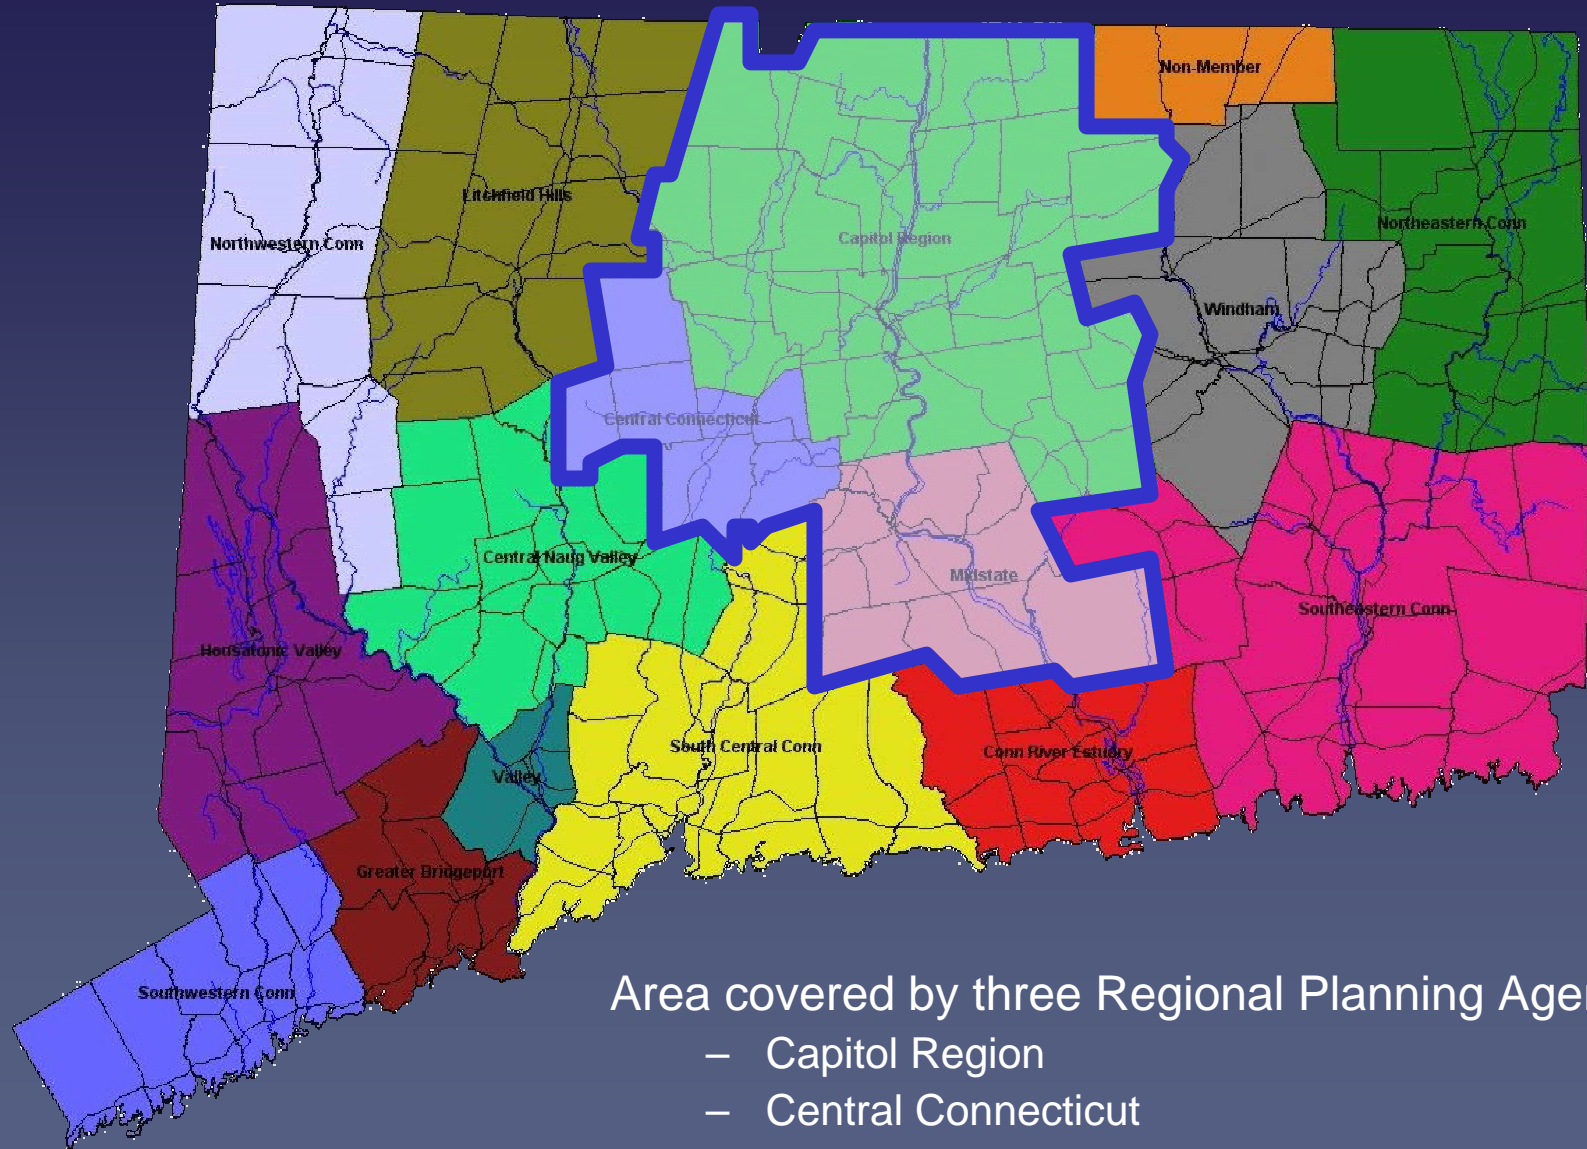 Non-Member
Litchfield Hills
Northeastern Conn
Capitol Region
Northwestern Conn
Windham
Central Connecticut
Central Naug Valley
Midstate
Southeastern Conn
Housatonic Valley
South Central Conn
Conn River Estuary
Valley
Greater Bridgeport
Southwestern Conn
Area covered by three Regional Planning Age
– Capitol Region
– Central Connecticut